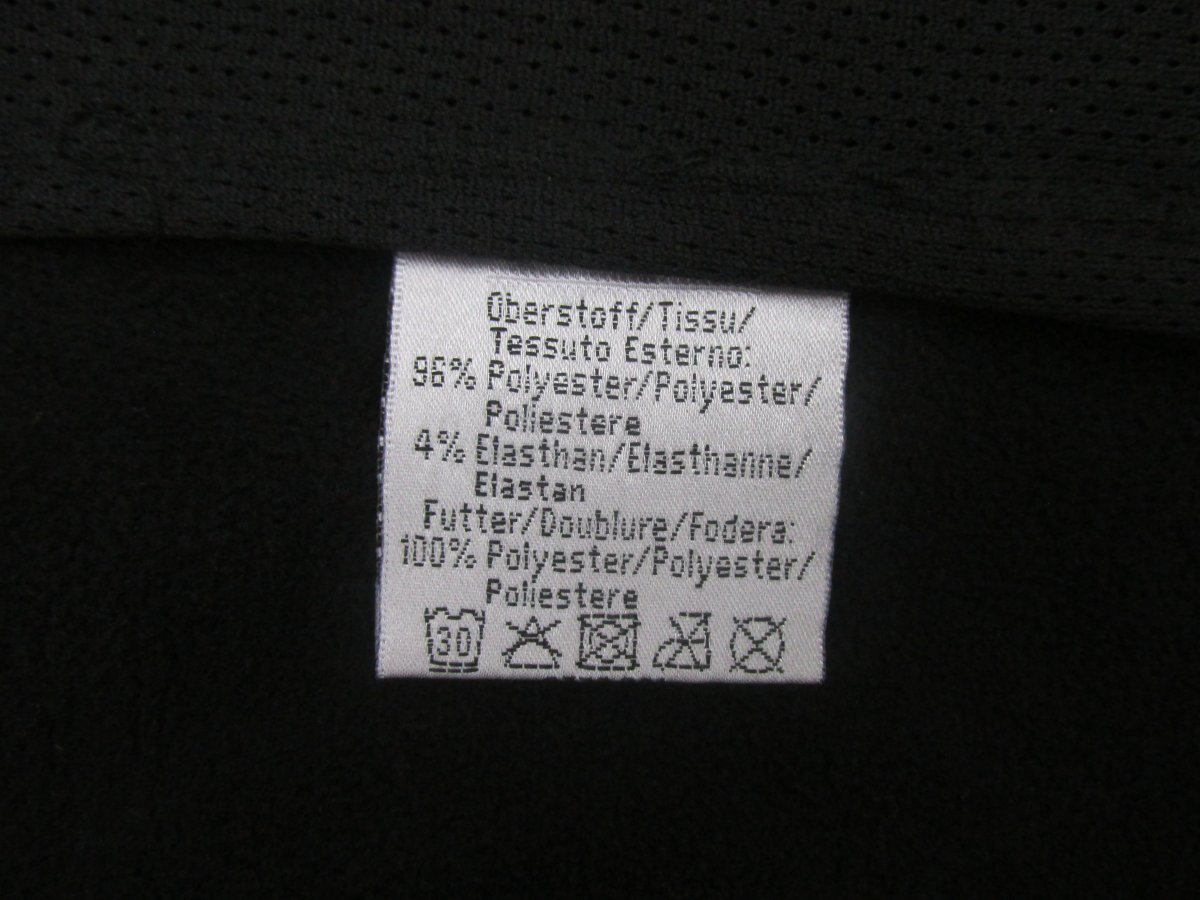 Oberstoff/Tissu/
Tessuto Esterno:
96% Polyester/Polyester/
Poliestere
4% Elasthan/Elasthanne/
Elastan
Futter/Doublure/Fodera:
100% Polyester/Polyester/
Poliestere
30